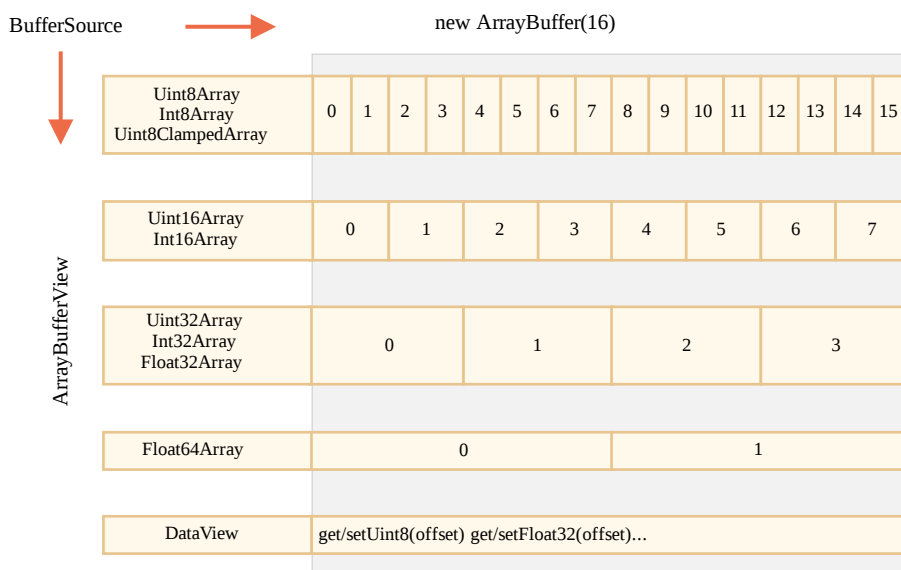 BufferSource
new ArrayBuffer(16)
Uint8Array
Int8Array
Uint8ClampedArray
0 1 2 3 4 5 6 7 8 9 10 11 12 13 14 15
Uint16Array
Int16Array
0 1 2 3 4 5 6 7
ArrayBufferView
Uint32Array
Int32Array
Float32Array
0 1 2 3
Float64Array
0 1
DataView
get/setUint8(offset) get/setFloat32(offset)...